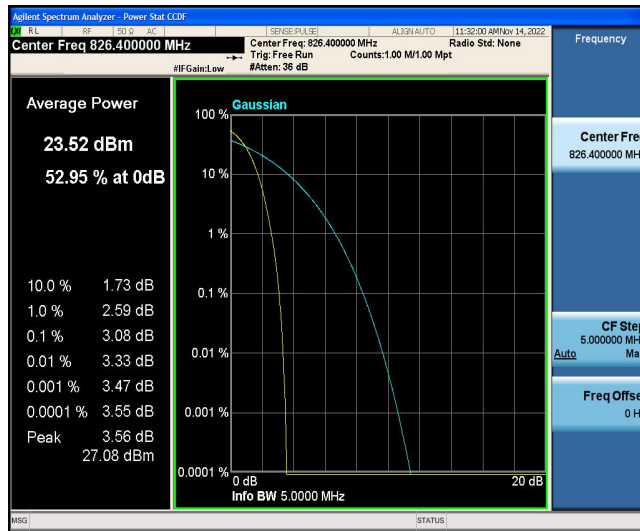 Agilent Spectrum Analyzer - Power Stat CCDF
LXI RL RF 50 Ω AC SENSE:PULSE ALIGN AUTO 11:32:00 AM Nov 14, 2022
Center Freq 826.400000 MHz
Center Freq: 826.400000 MHz Radio Std: None
Trig: Free Run Counts:1.00 M/1.00 Mpt
#IFGain:Low #Atten: 36 dB
Frequency
Average Power
23.52 dBm
52.95 % at 0dB
10.0 % 1.73 dB
1.0 % 2.59 dB
0.1 % 3.08 dB
0.01 % 3.33 dB
0.001 % 3.47 dB
0.0001 % 3.55 dB
Peak 3.56 dB
27.08 dBm
Gaussian
100 %
10 %
1 %
0.1 %
0.01 %
0.001 %
0.0001 %
0 dB 20 dB
Info BW 5.0000 MHz
Center Fre
826.400000 MH
CF Step
5.000000 MH
Auto Ma
Freq Offse
0 H
MSG STATUS